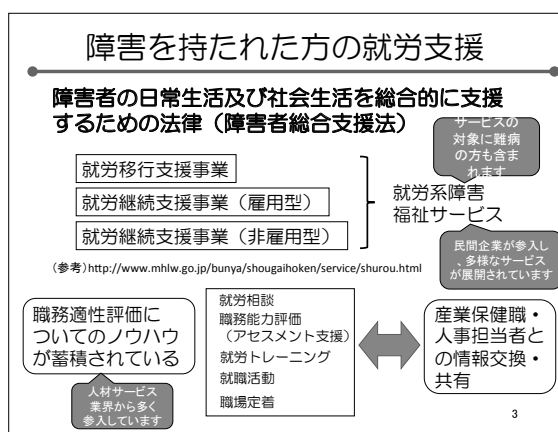 障害を持たれた方の就労支援
障害者の日常生活及び社会生活を総合的に支援
するための法律（障害者総合支援法）
サービスの
対象に難病
の方も含ま
れます
就労移行支援事業
就労継続支援事業（雇用型）
就労継続支援事業（非雇用型）
就労系障害
福祉サービス
（参考）http://www.mhlw.go.jp/bunya/shougaihoken/service/shurou.html
民間企業が参入し
、多様なサービス
が展開されています
職務適性評価に
ついてのノウハウ
が蓄積されている
人材サービス
業界から多く
参入しています
就労相談
職務能力評価
（アセスメント支援）
就労トレーニング
就職活動
職場定着
産業保健職・
人事担当者と
の情報交換・
共有
3